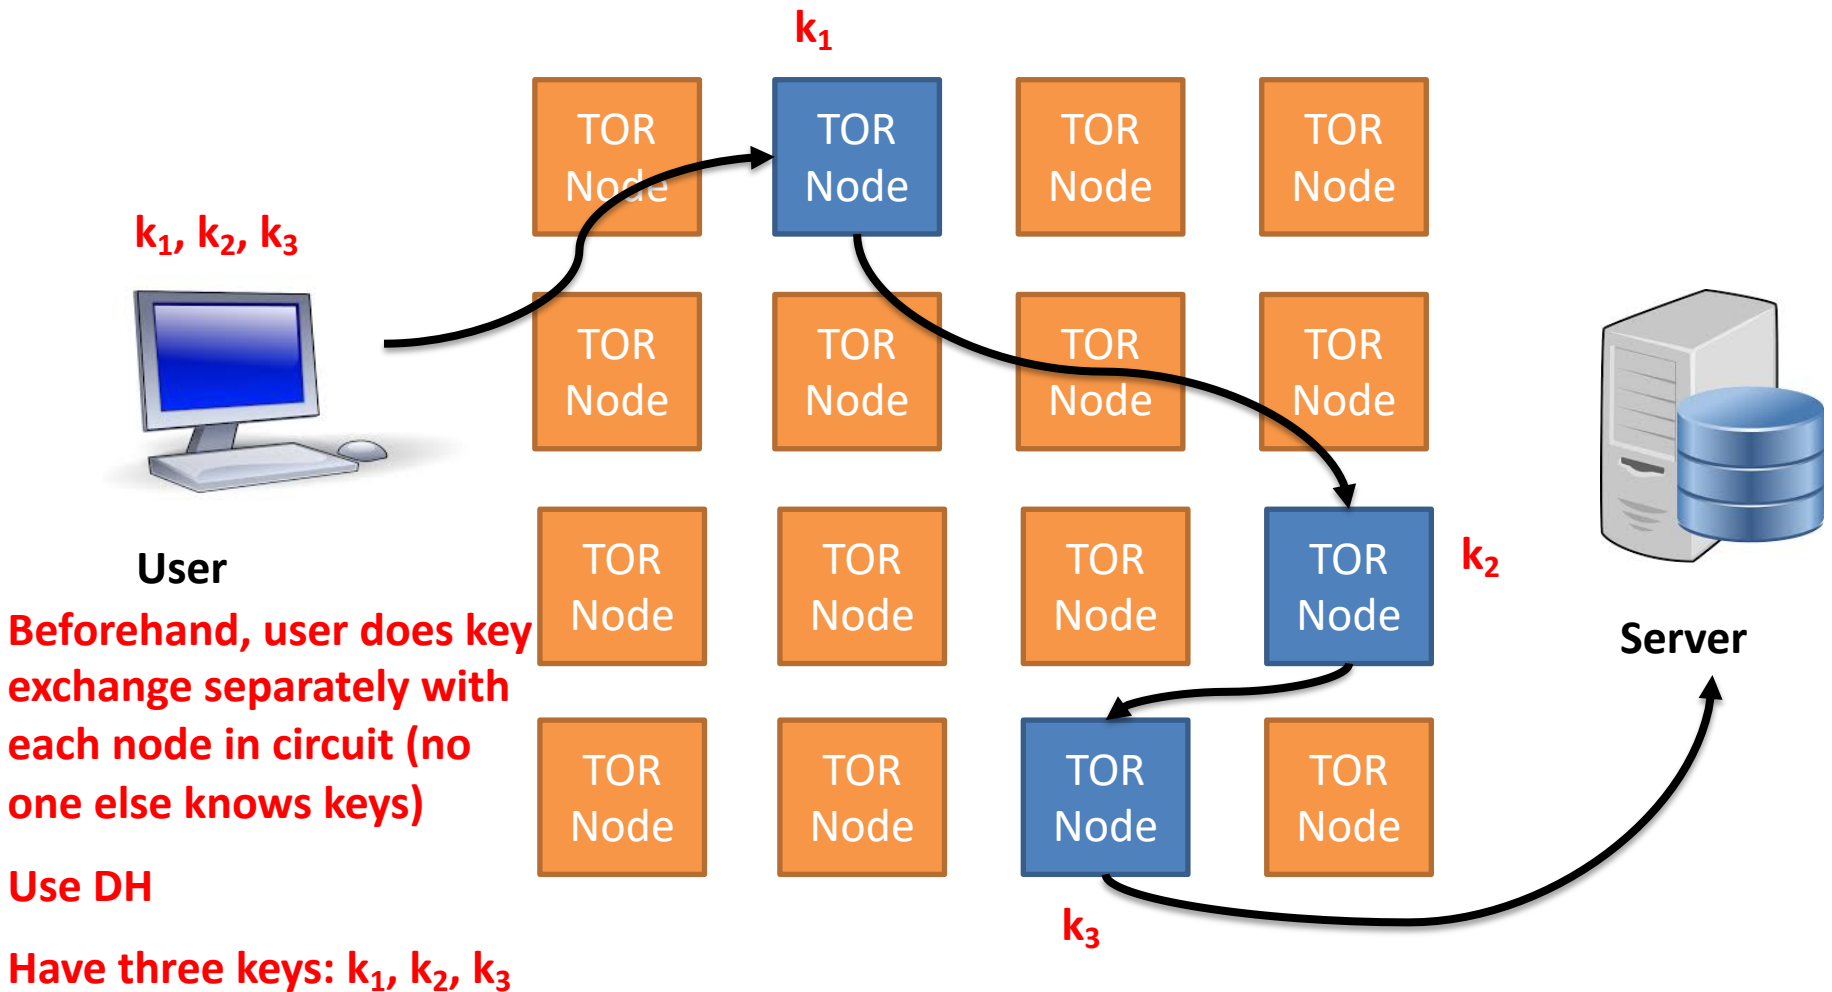 k₁
TOR
Node
TOR
Node
TOR
Node
TOR
Node
k₁, k₂, k₃
TOR
Node
TOR
Node
TOR
Node
TOR
Node
User
TOR
Node
TOR
Node
TOR
Node
TOR
Node
k₂
Server
Beforehand, user does key
exchange separately with
each node in circuit (no
one else knows keys)
TOR
Node
TOR
Node
TOR
Node
TOR
Node
Use DH
k₃
Have three keys: k₁, k₂, k₃